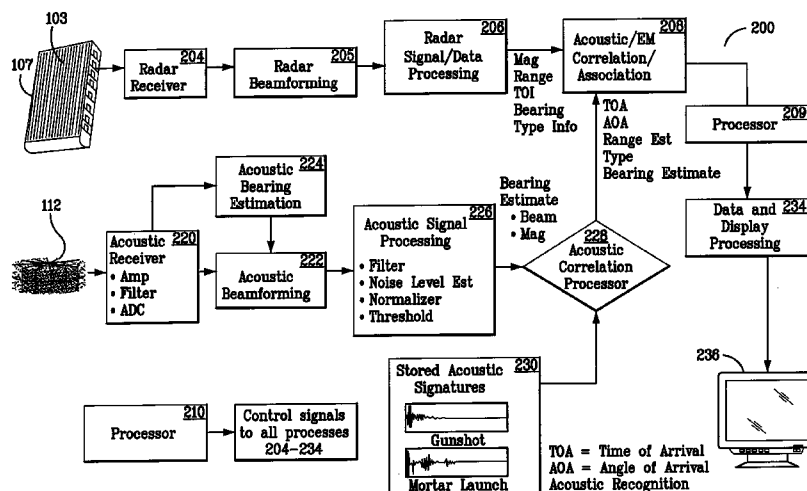 103
107
204
Radar
Receiver
205
Radar
Beamforming
206
Radar
Signal/Data
Processing
Mag
Range
TOI
Bearing
Type Info
208
Acoustic/EM
Correlation/
Association
200
TOA
AOA
Range Est
Type
Bearing Estimate
209
Processor
112
224
Acoustic
Bearing
Estimation
220
Acoustic
Receiver
• Amp
• Filter
• ADC
222
Acoustic
Beamforming
226
Acoustic Signal
Processing
• Filter
• Noise Level Est
• Normalizer
• Threshold
Bearing
Estimate
• Beam
• Mag
228
Acoustic
Correlation
Processor
234
Data and
Display
Processing
236
210
Processor
Control signals
to all processes
204-234
230
Stored Acoustic
Signatures
Gunshot
Mortar Launch
TOA = Time of Arrival
AOA = Angle of Arrival
Acoustic Recognition